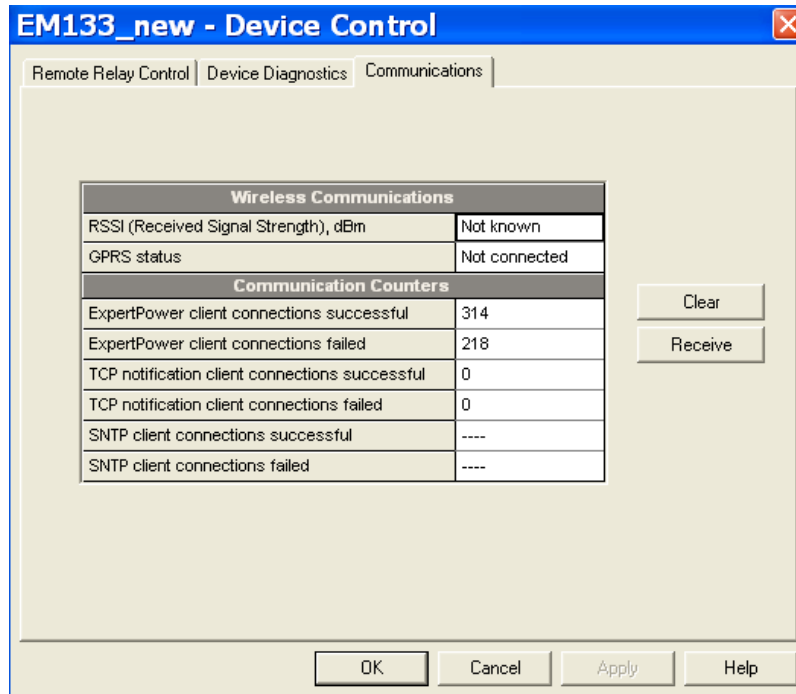 EM133_new - Device Control
Remote Relay Control Device Diagnostics Communications
Wireless Communications
RSSI (Received Signal Strength), dBm Not known
GPRS status Not connected
Communication Counters
ExpertPower client connections successful 314
ExpertPower client connections failed 218
TCP notification client connections successful 0
TCP notification client connections failed 0
SNTP client connections successful ----
SNTP client connections failed ----
Clear
Receive
OK Cancel Apply Help